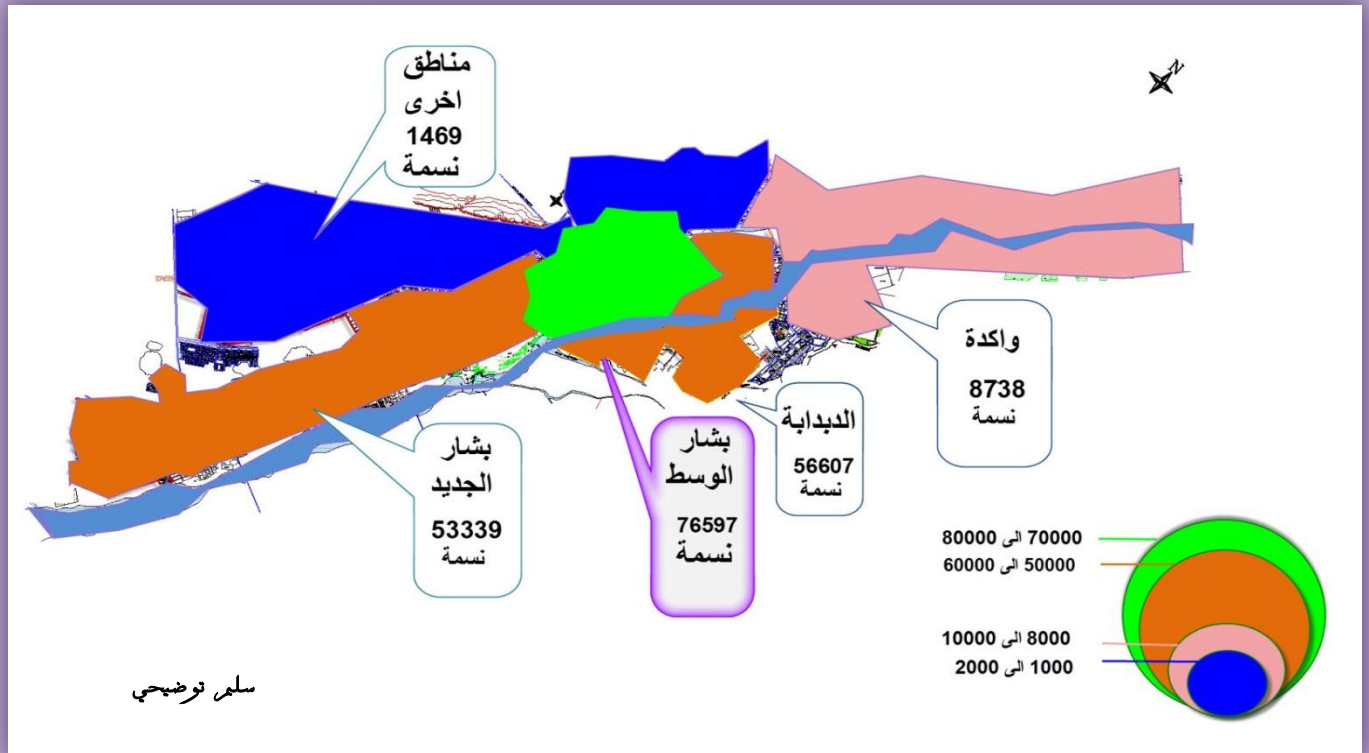 N
مناطق
اخرى
1469
نسمة
واكدة
8738
نسمة
الدبدابة
56607
نسمة
بشار
الوسط
76597
نسمة
بشار
الجديد
53339
نسمة
70000 الى 80000
50000 الى 60000
8000 الى 10000
1000 الى 2000
سلم توضيحي